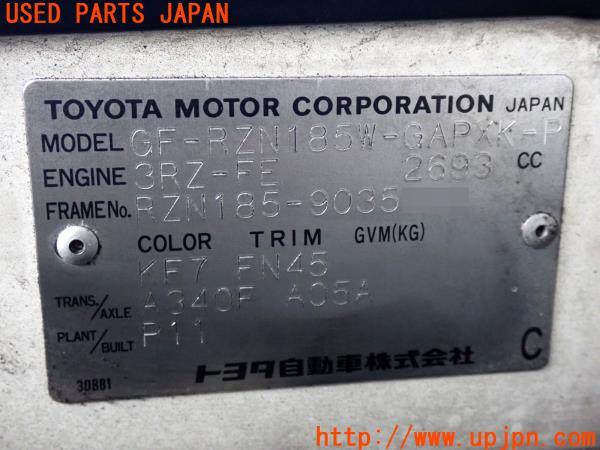 USED PARTS JAPAN
TOYOTA MOTOR CORPORATION JAPAN
MODEL GF-RZN185W-GAPXK-P
ENGINE 3RZ-FE 2693 CC
FRAME No. RZN185-9035
COLOR TRIM GVM(KG)
KF7 FN45
TRANS./AXLE A340F A05A
PLANT/BUILT P11
30881 トヨタ自動車株式会社 C
UPJ
http://www.upjpn.com